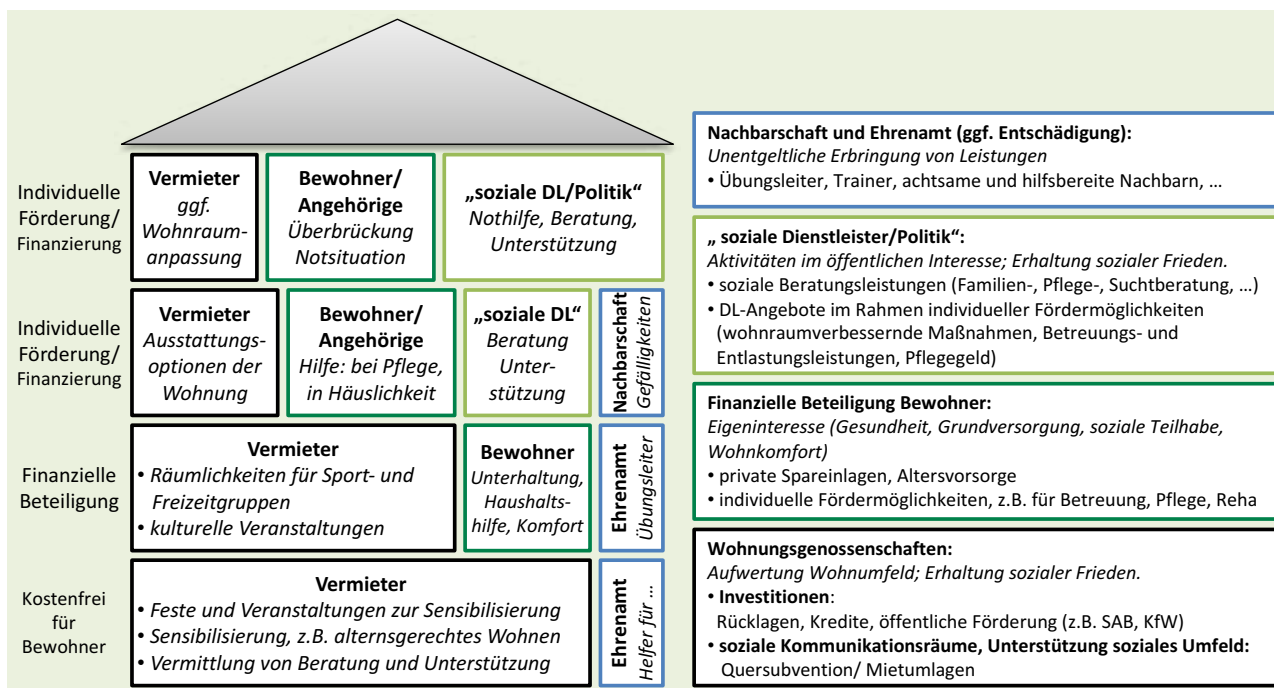 Individuelle
Förderung/
Finanzierung
Vermieter
ggf.
Wohnraum-
anpassung
Bewohner/
Angehörige
Überbrückung
Notsituation
„soziale DL/Politik“
Nothilfe, Beratung,
Unterstützung
Individuelle
Förderung/
Finanzierung
Vermieter
Ausstattungs-
optionen der
Wohnung
Bewohner/
Angehörige
Hilfe: bei Pflege,
in Häuslichkeit
„soziale DL“
Beratung
Unter-
stützung
Nachbarschaft
Gefälligkeiten
Finanzielle
Beteiligung
Vermieter
• Räumlichkeiten für Sport- und
Freizeitgruppen
• kulturelle Veranstaltungen
Bewohner
Unterhaltung,
Haushalts-
hilfe, Komfort
Ehrenamt
Übungsleiter
Kostenfrei
für
Bewohner
Vermieter
• Feste und Veranstaltungen zur Sensibilisierung
• Sensibilisierung, z.B. alternsgerechtes Wohnen
• Vermittlung von Beratung und Unterstützung
Ehrenamt
Helfer für ...
Nachbarschaft und Ehrenamt (ggf. Entschädigung):
Unentgeltliche Erbringung von Leistungen
• Übungsleiter, Trainer, achtsame und hilfsbereite Nachbarn, ...
„ soziale Dienstleister/Politik“:
Aktivitäten im öffentlichen Interesse; Erhaltung sozialer Frieden.
• soziale Beratungsleistungen (Familien-, Pflege-, Suchtberatung, ...)
• DL-Angebote im Rahmen individueller Fördermöglichkeiten
(wohnraumverbessernde Maßnahmen, Betreuungs- und
Entlastungsleistungen, Pflegegeld)
Finanzielle Beteiligung Bewohner:
Eigeninteresse (Gesundheit, Grundversorgung, soziale Teilhabe,
Wohnkomfort)
• private Spareinlagen, Altersvorsorge
• individuelle Fördermöglichkeiten, z.B. für Betreuung, Pflege, Reha
Wohnungsgenossenschaften:
Aufwertung Wohnumfeld; Erhaltung sozialer Frieden.
• Investitionen:
Rücklagen, Kredite, öffentliche Förderung (z.B. SAB, KfW)
• soziale Kommunikationsräume, Unterstützung soziales Umfeld:
Quersubvention/ Mietumlagen